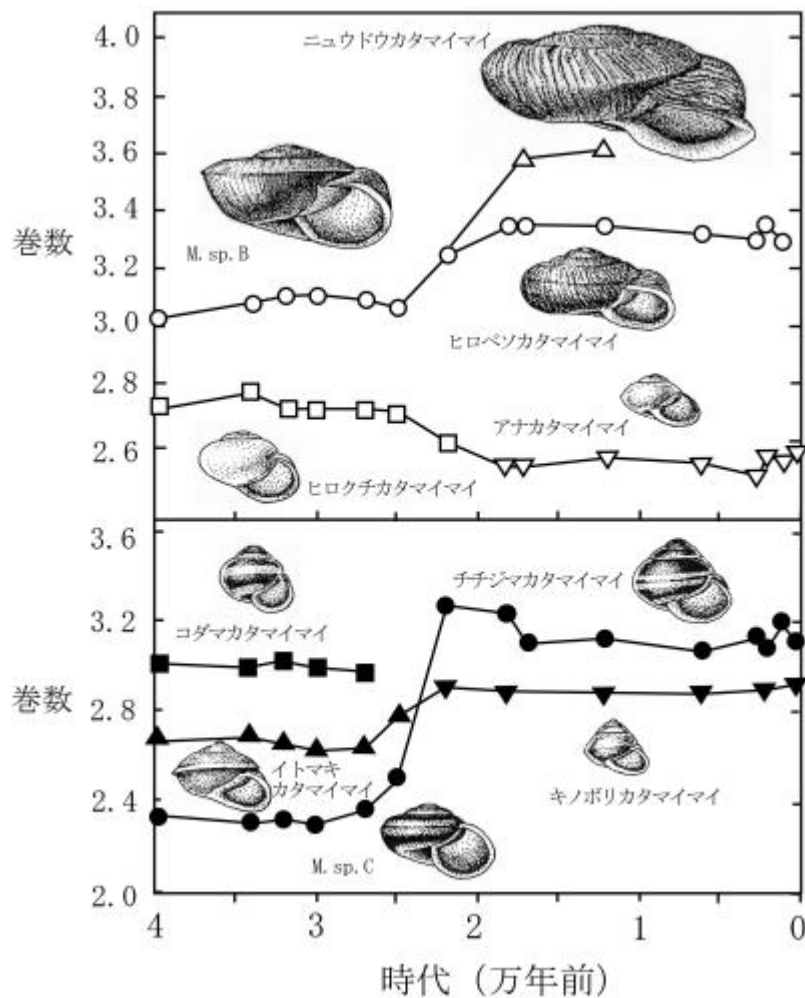 4.0
ニュウドウカタマイマイ
3.8
3.6
3.4
巻数
M.sp.B
3.2
ヒロベソカタマイマイ
3.0
2.8
アナカタマイマイ
2.6
ヒロクチカタマイマイ
3.6
チチジマカタマイマイ
3.2
コダマカタマイマイ
巻数
2.8
イトマキ
カタマイマイ
キノボリカタマイマイ
2.4
M.sp.C
2.0
4 3 2 1 0
時代（万年前）